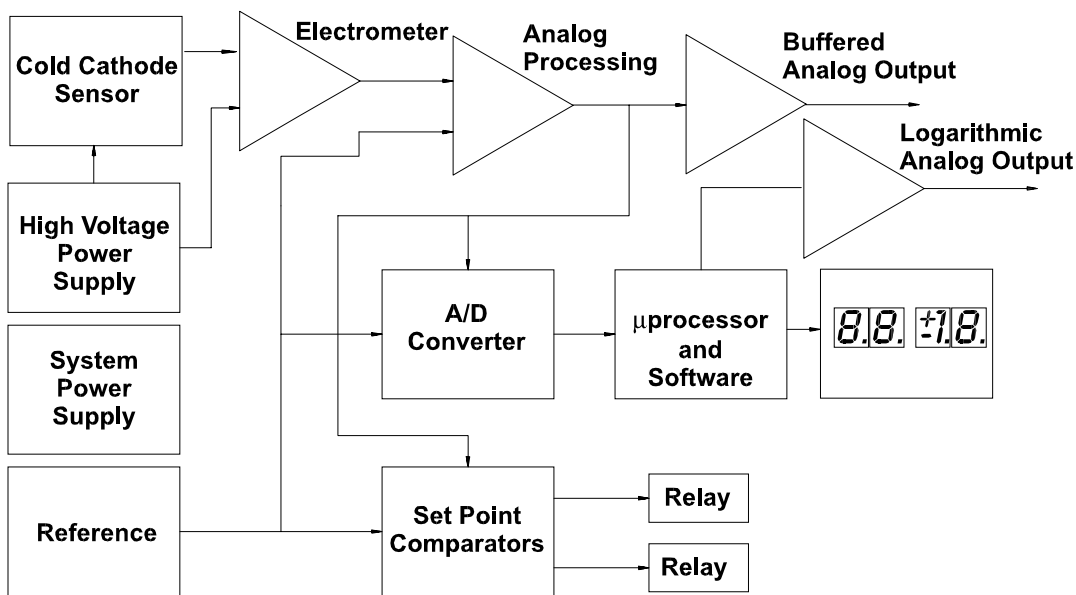 Electrometer
Analog
Processing
Buffered
Analog Output
Cold Cathode
Sensor
Logarithmic
Analog Output
High Voltage
Power
Supply
A/D
Converter
μprocessor
and
Software
8.8. ±1.8.
System
Power
Supply
Reference
Set Point
Comparators
Relay
Relay